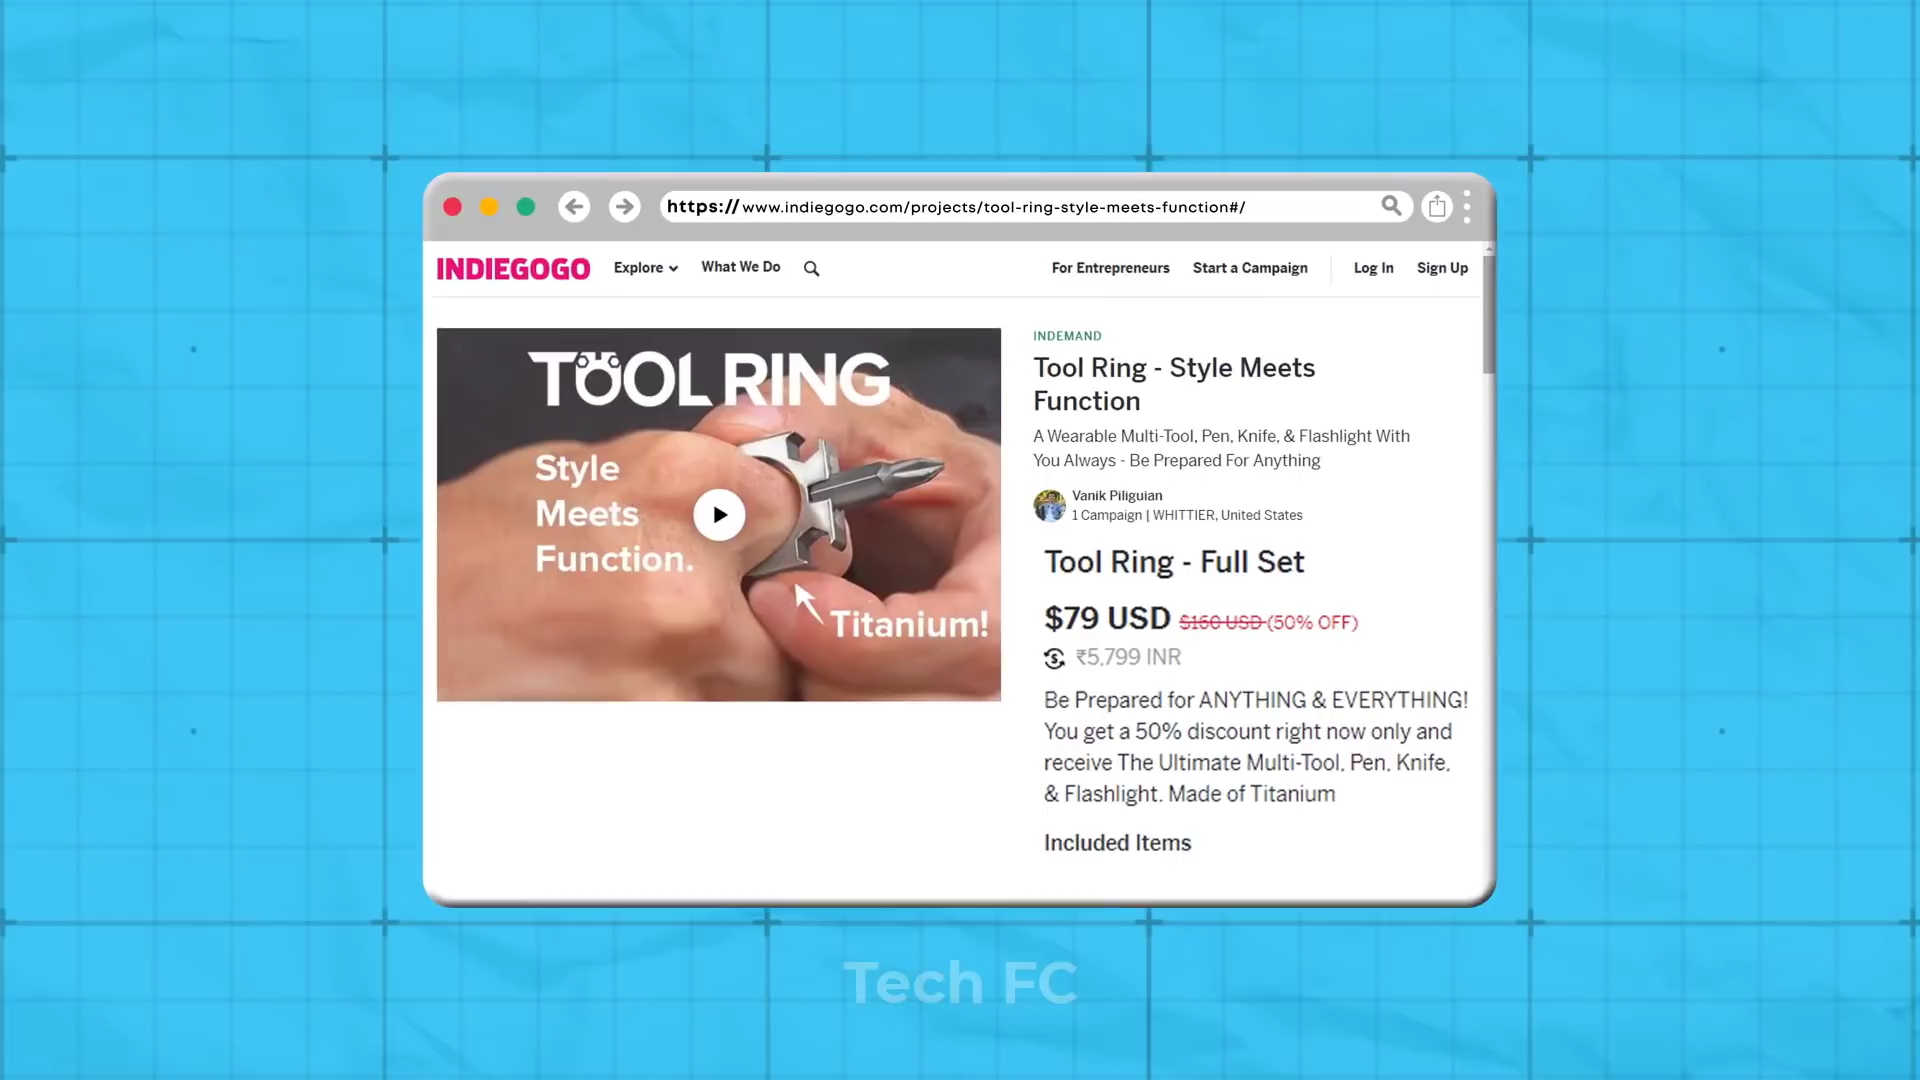 https://www.indiegogo.com/projects/tool-ring-style-meets-function#/
INDIEGOGO Explore What We Do For Entrepreneurs Start a Campaign Log In Sign Up
TOOL RING
Style
Meets
Function.
Titanium!
INDEMAND
Tool Ring - Style Meets
Function
A Wearable Multi-Tool, Pen, Knife, & Flashlight With
You Always - Be Prepared For Anything
Vanik Piliguian
1 Campaign | WHITTIER, United States
Tool Ring - Full Set
$79 USD $160 USD (50% OFF)
₹5,799 INR
Be Prepared for ANYTHING & EVERYTHING!
You get a 50% discount right now only and
receive The Ultimate Multi-Tool, Pen, Knife,
& Flashlight. Made of Titanium
Included Items
Tech FC